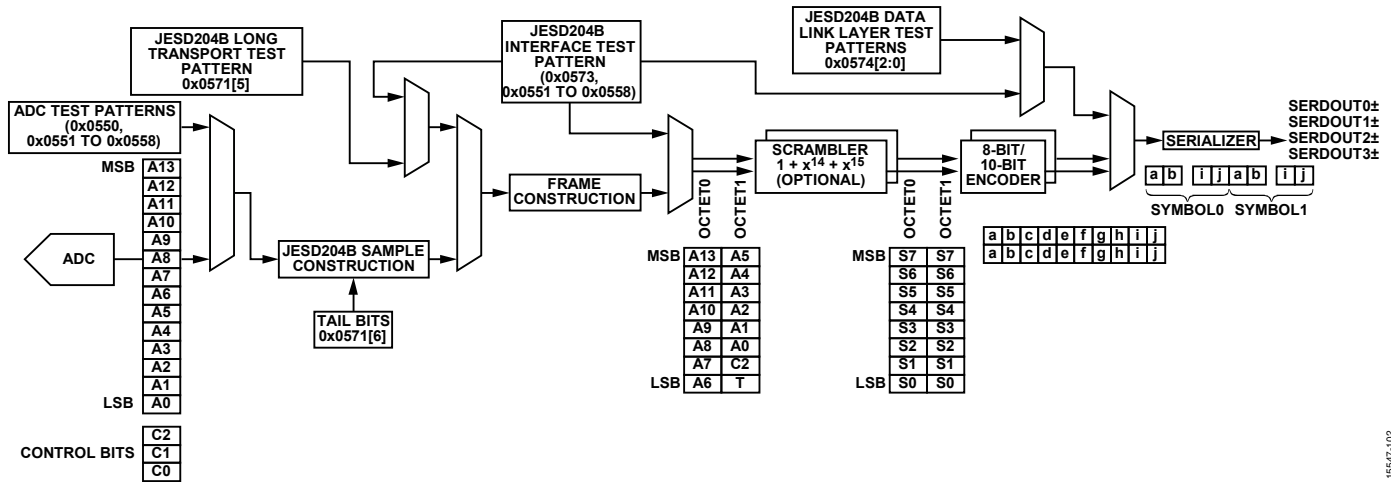 JESD204B LONG
TRANSPORT TEST
PATTERN
0x0571[5]
JESD204B
INTERFACE TEST
PATTERN
(0x0573,
0x0551 TO 0x0558)
JESD204B DATA
LINK LAYER TEST
PATTERNS
0x0574[2:0]
ADC TEST PATTERNS
(0x0550,
0x0551 TO 0x0558)
MSB
A13
A12
A11
A10
A9
A8
A7
A6
A5
A4
A3
A2
A1
LSB
A0
CONTROL BITS
C2
C1
C0
ADC
JESD204B SAMPLE
CONSTRUCTION
TAIL BITS
0x0571[6]
FRAME
CONSTRUCTION
OCTET0
OCTET1
MSB A13 A5
A12 A4
A11 A3
A10 A2
A9 A1
A8 A0
A7 C2
LSB A6 T
SCRAMBLER
1 + x¹⁴ + x¹⁵
(OPTIONAL)
OCTET0
OCTET1
MSB S7 S7
S6 S6
S5 S5
S4 S4
S3 S3
S2 S2
S1 S1
LSB S0 S0
8-BIT/
10-BIT
ENCODER
a b c d e f g h i j
a b c d e f g h i j
SERIALIZER
SERDOUT0±
SERDOUT1±
SERDOUT2±
SERDOUT3±
a b i j a b i j
SYMBOL0 SYMBOL1
15547-102